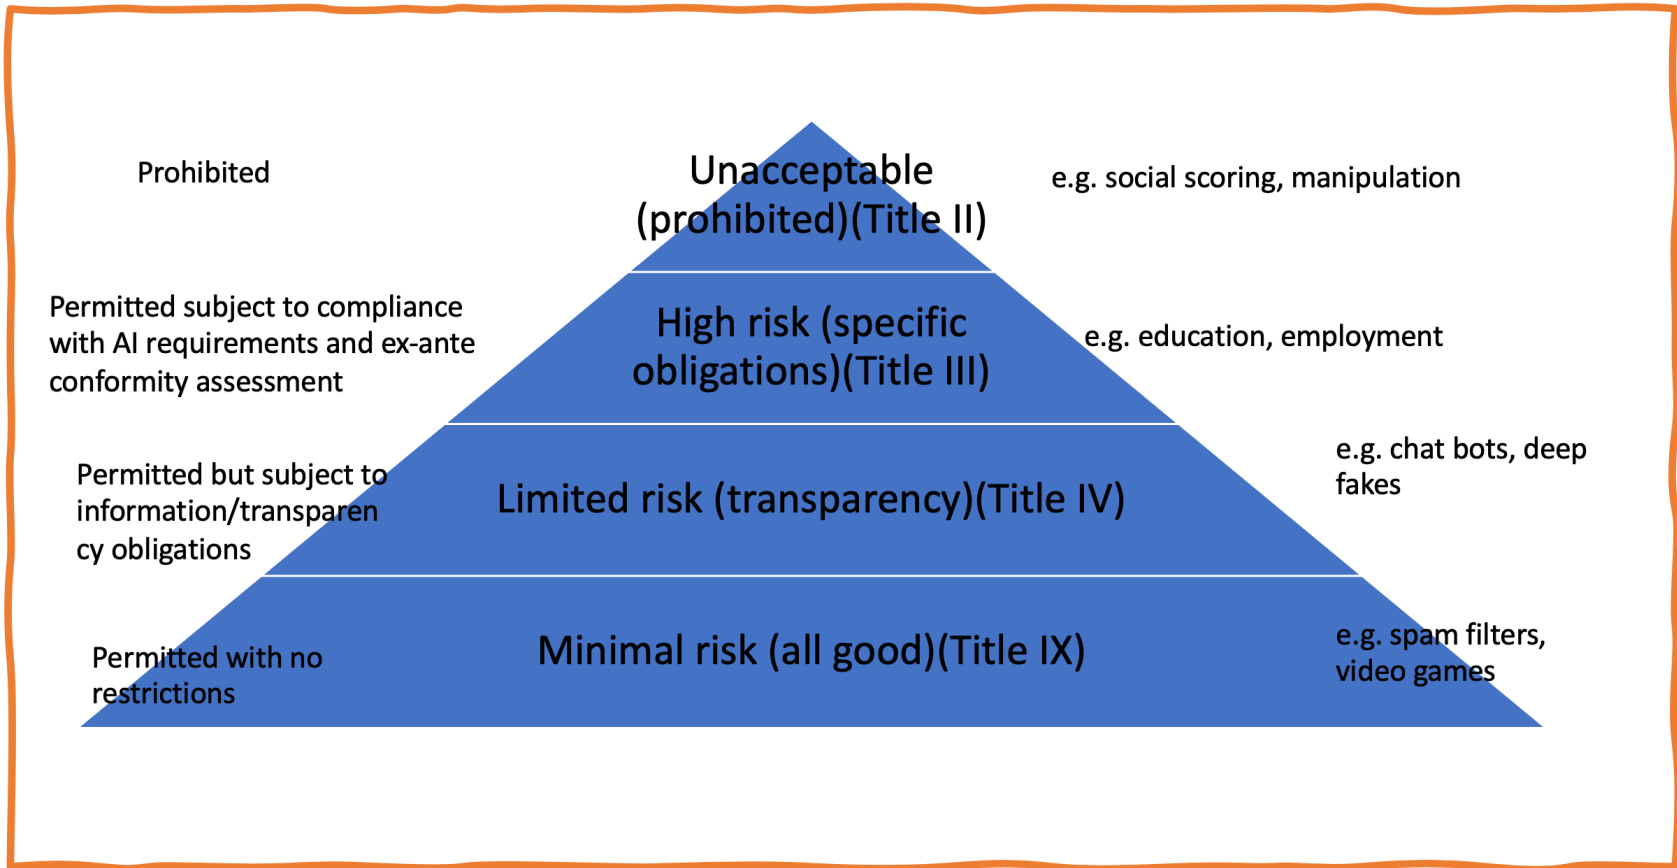 Prohibited
Unacceptable
(prohibited)(Title II)
e.g. social scoring, manipulation
Permitted subject to compliance
with AI requirements and ex-ante
conformity assessment
High risk (specific
obligations)(Title III)
e.g. education, employment
Permitted but subject to
information/transparen
cy obligations
Limited risk (transparency)(Title IV)
e.g. chat bots, deep
fakes
Permitted with no
restrictions
Minimal risk (all good)(Title IX)
e.g. spam filters,
video games